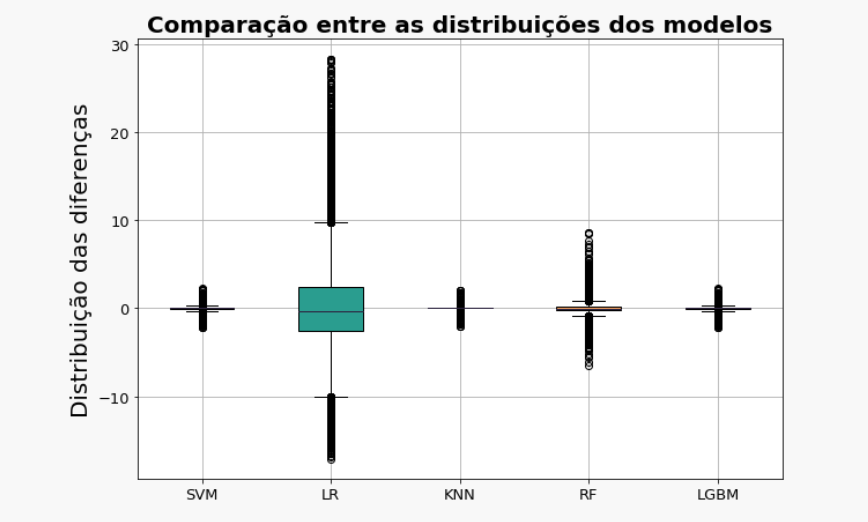 Comparação entre as distribuições dos modelos
Distribuição das diferenças
30
20
10
0
−10
SVM LR KNN RF LGBM